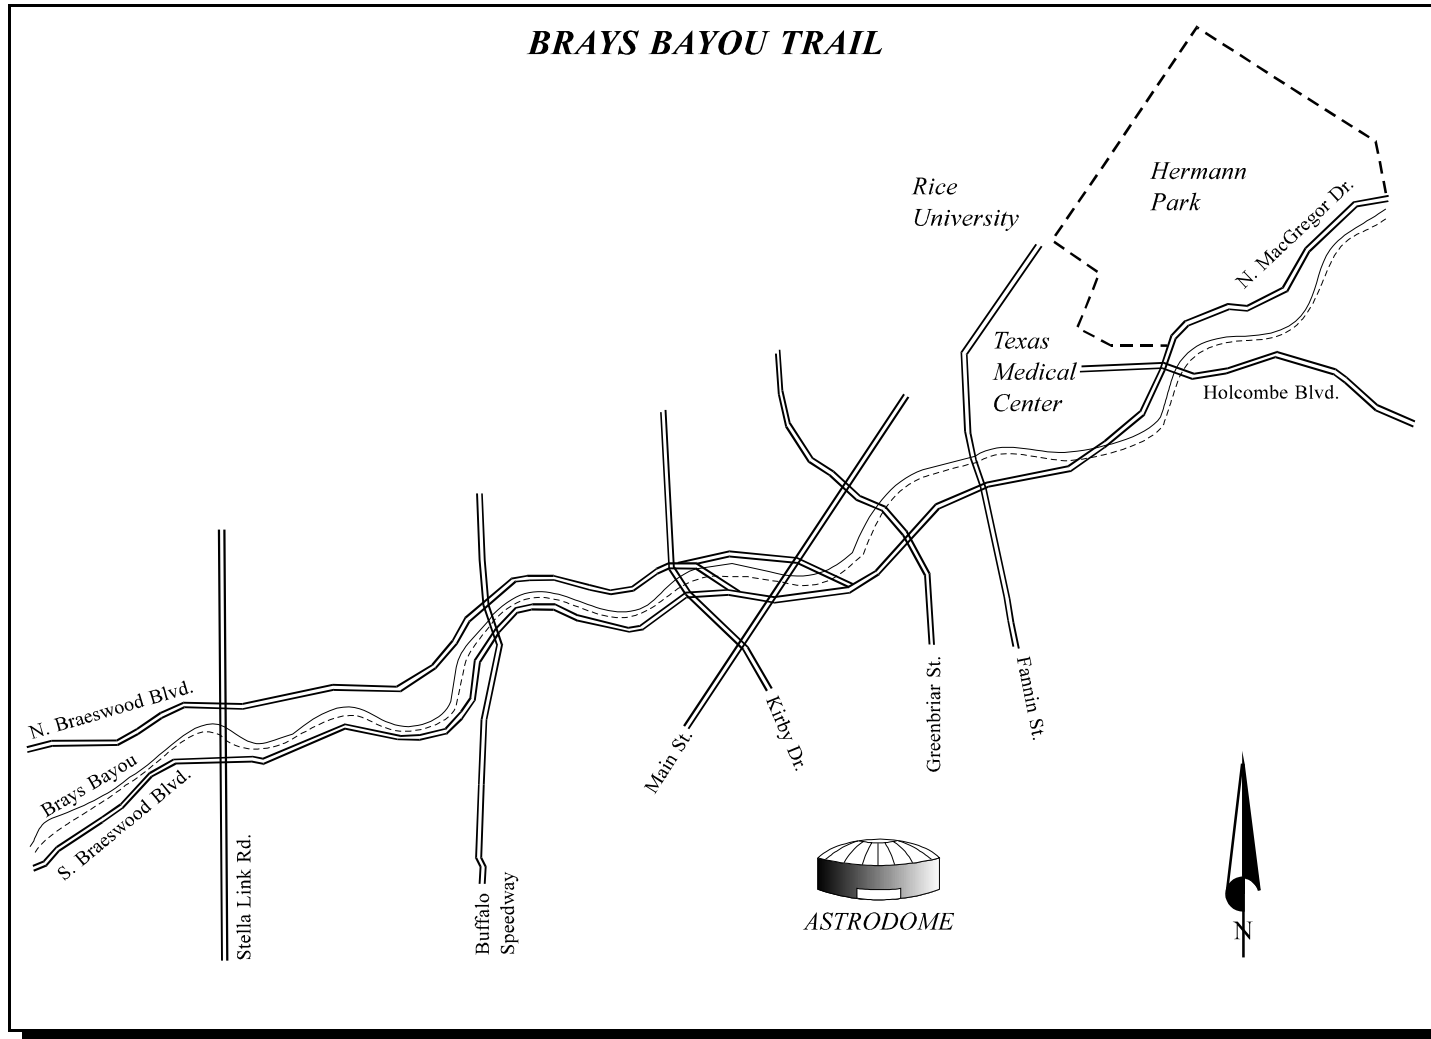 BRAYS BAYOU TRAIL
Hermann
Park
Rice
University
N. MacGregor Dr.
Texas
Medical
Center
Holcombe Blvd.
N. Braeswood Blvd.
Brays Bayou
S. Braeswood Blvd.
Stella Link Rd.
Buffalo
Speedway
Main St.
Kirby Dr.
Greenbriar St.
Fannin St.
ASTRODOME
N